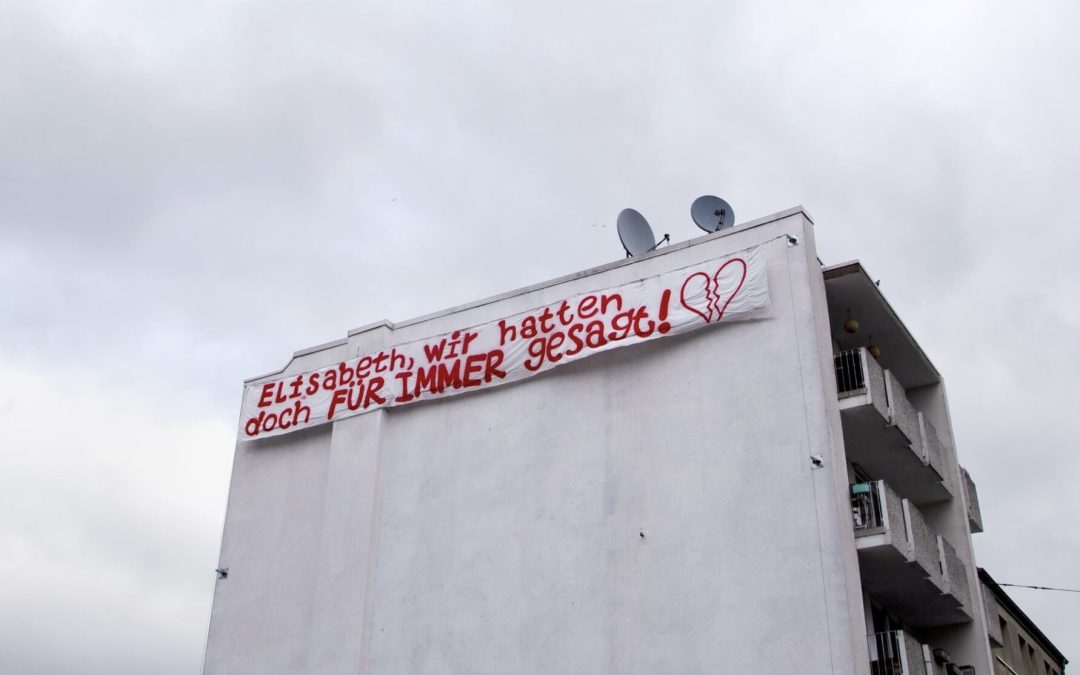 Elisabeth, wir hatten
doch FÜR IMMER gesagt!